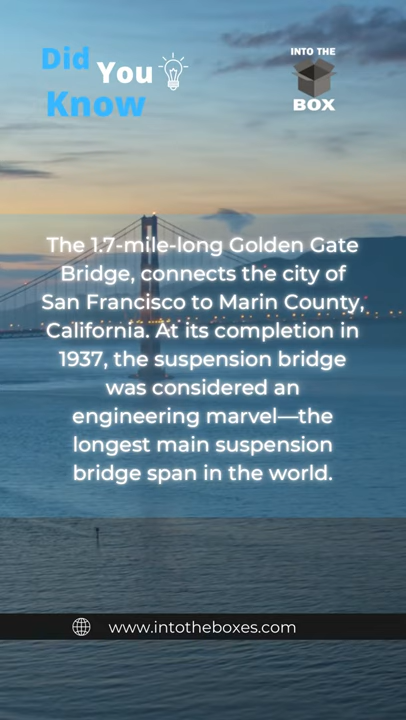 Did You
Know
INTO THE
BOX
The 1.7-mile-long Golden Gate
Bridge, connects the city of
San Francisco to Marin County,
California. At its completion in
1937, the suspension bridge
was considered an
engineering marvel—the
longest main suspension
bridge span in the world.
www.intotheboxes.com